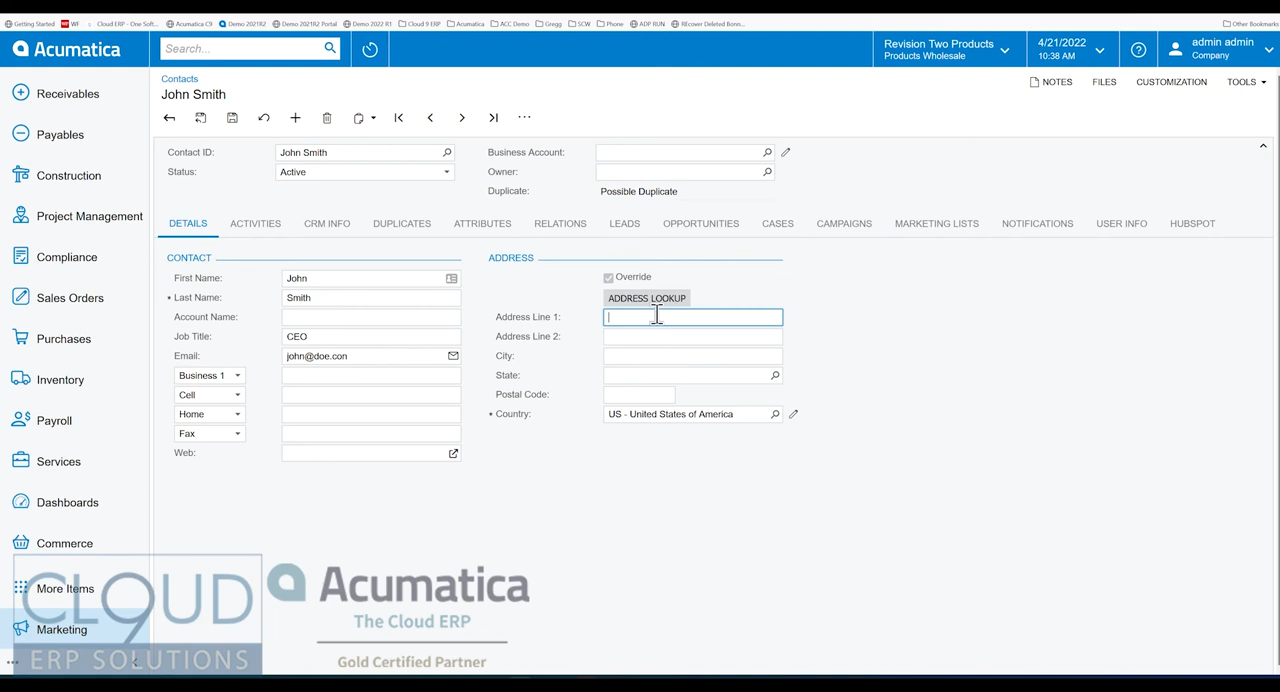 Getting Started WF Cloud ERP - One Soft... Acumatica C9 Demo 2021R2 Demo 2021R2 Portal Demo 2022 R1 Cloud 9 ERP Acumatica ACC Demo Gregg SCW Phone ADP RUN REcover Deleted Bonn... Other Bookmarks
Acumatica Search... Revision Two Products Products Wholesale 4/21/2022 10:38 AM admin admin Company
Contacts
John Smith
NOTES FILES CUSTOMIZATION TOOLS
Receivables
Payables
Construction
Project Management
Compliance
Sales Orders
Purchases
Inventory
Payroll
Services
Dashboards
Commerce
More Items
Marketing
Contact ID: John Smith Business Account:
Status: Active Owner:
Duplicate: Possible Duplicate
DETAILS ACTIVITIES CRM INFO DUPLICATES ATTRIBUTES RELATIONS LEADS OPPORTUNITIES CASES CAMPAIGNS MARKETING LISTS NOTIFICATIONS USER INFO HUBSPOT
CONTACT
First Name: John
* Last Name: Smith
Account Name:
Job Title: CEO
Email: john@doe.con
Business 1
Cell
Home
Fax
Web:
ADDRESS
Override
ADDRESS LOOKUP
Address Line 1:
Address Line 2:
City:
State:
Postal Code:
* Country: US - United States of America
CLOUD 9
ERP SOLUTIONS
Acumatica
The Cloud ERP
Gold Certified Partner